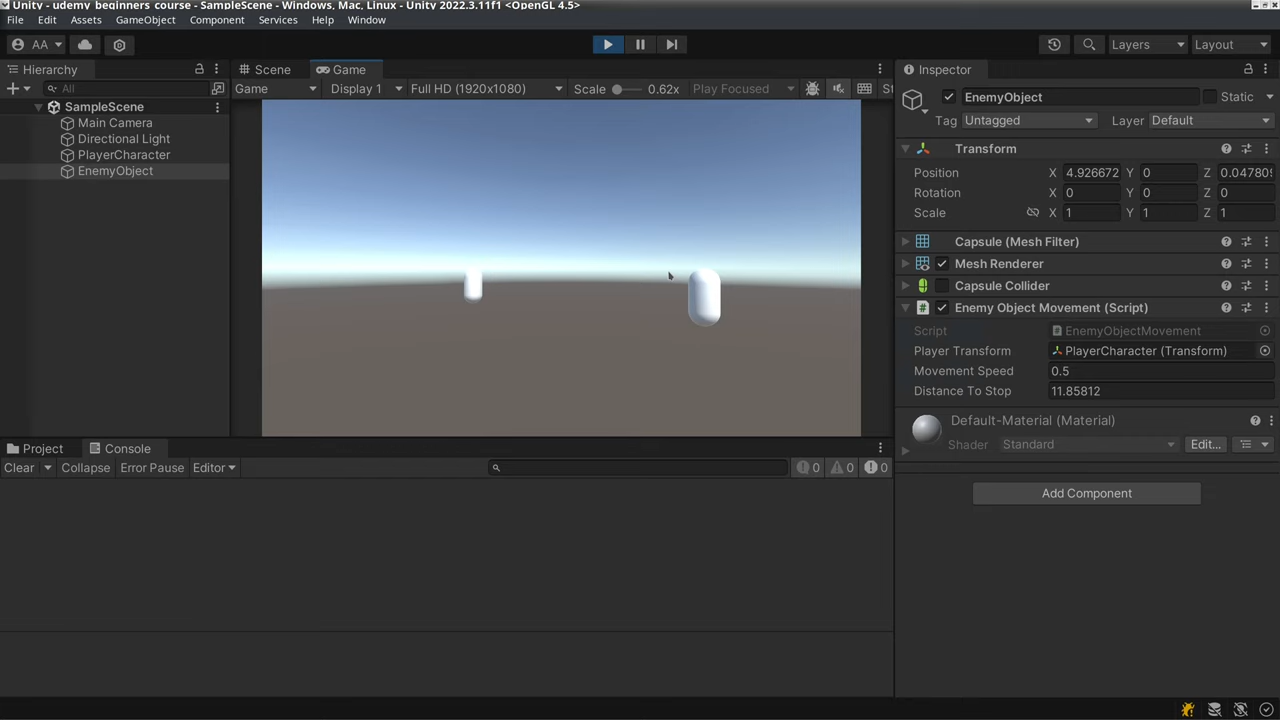 Unity - udemy_beginners_course - SampleScene - Windows, Mac, Linux - Unity 2022.3.11f1 <OpenGL 4.5>
File Edit Assets GameObject Component Services Help Window
AA Layers Layout
Hierarchy Scene Game Inspector
All Game Display 1 Full HD (1920x1080) Scale 0.62x Play Focused St
EnemyObject Static
SampleScene
Tag Untagged Layer Default
Main Camera
Directional Light
Transform
PlayerCharacter
EnemyObject
Position X 4.926672 Y 0 Z 0.047809
Rotation X 0 Y 0 Z 0
Scale X 1 Y 1 Z 1
Capsule (Mesh Filter)
Mesh Renderer
Capsule Collider
Enemy Object Movement (Script)
Script EnemyObjectMovement
Player Transform PlayerCharacter (Transform)
Movement Speed 0.5
Distance To Stop 11.85812
Default-Material (Material)
Shader Standard Edit...
Project Console
Clear Collapse Error Pause Editor 0 0 0
Add Component